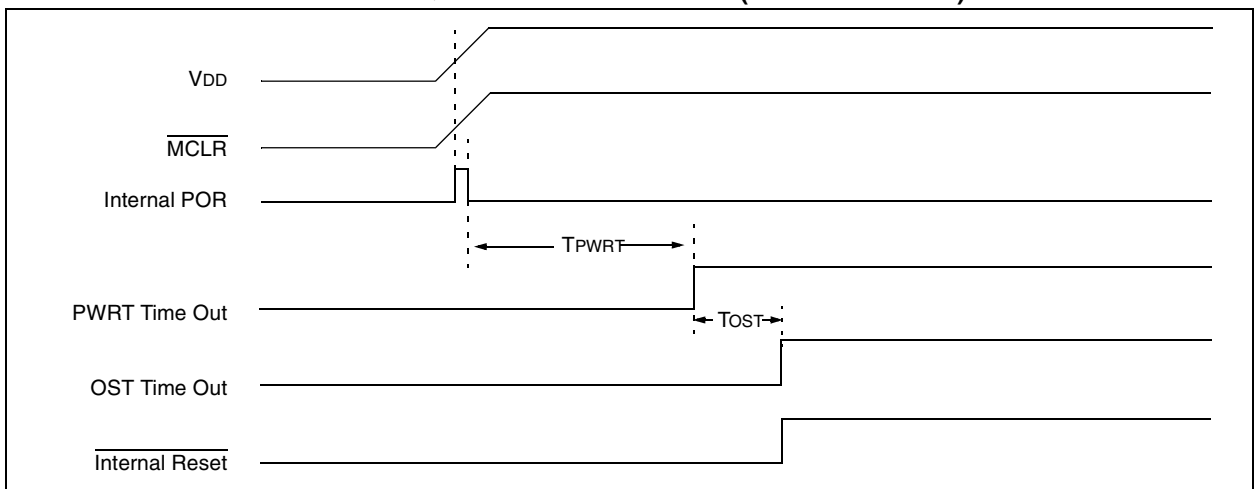 VDD
MCLR
Internal POR
TPWRT
PWRT Time Out
TOST
OST Time Out
Internal Reset